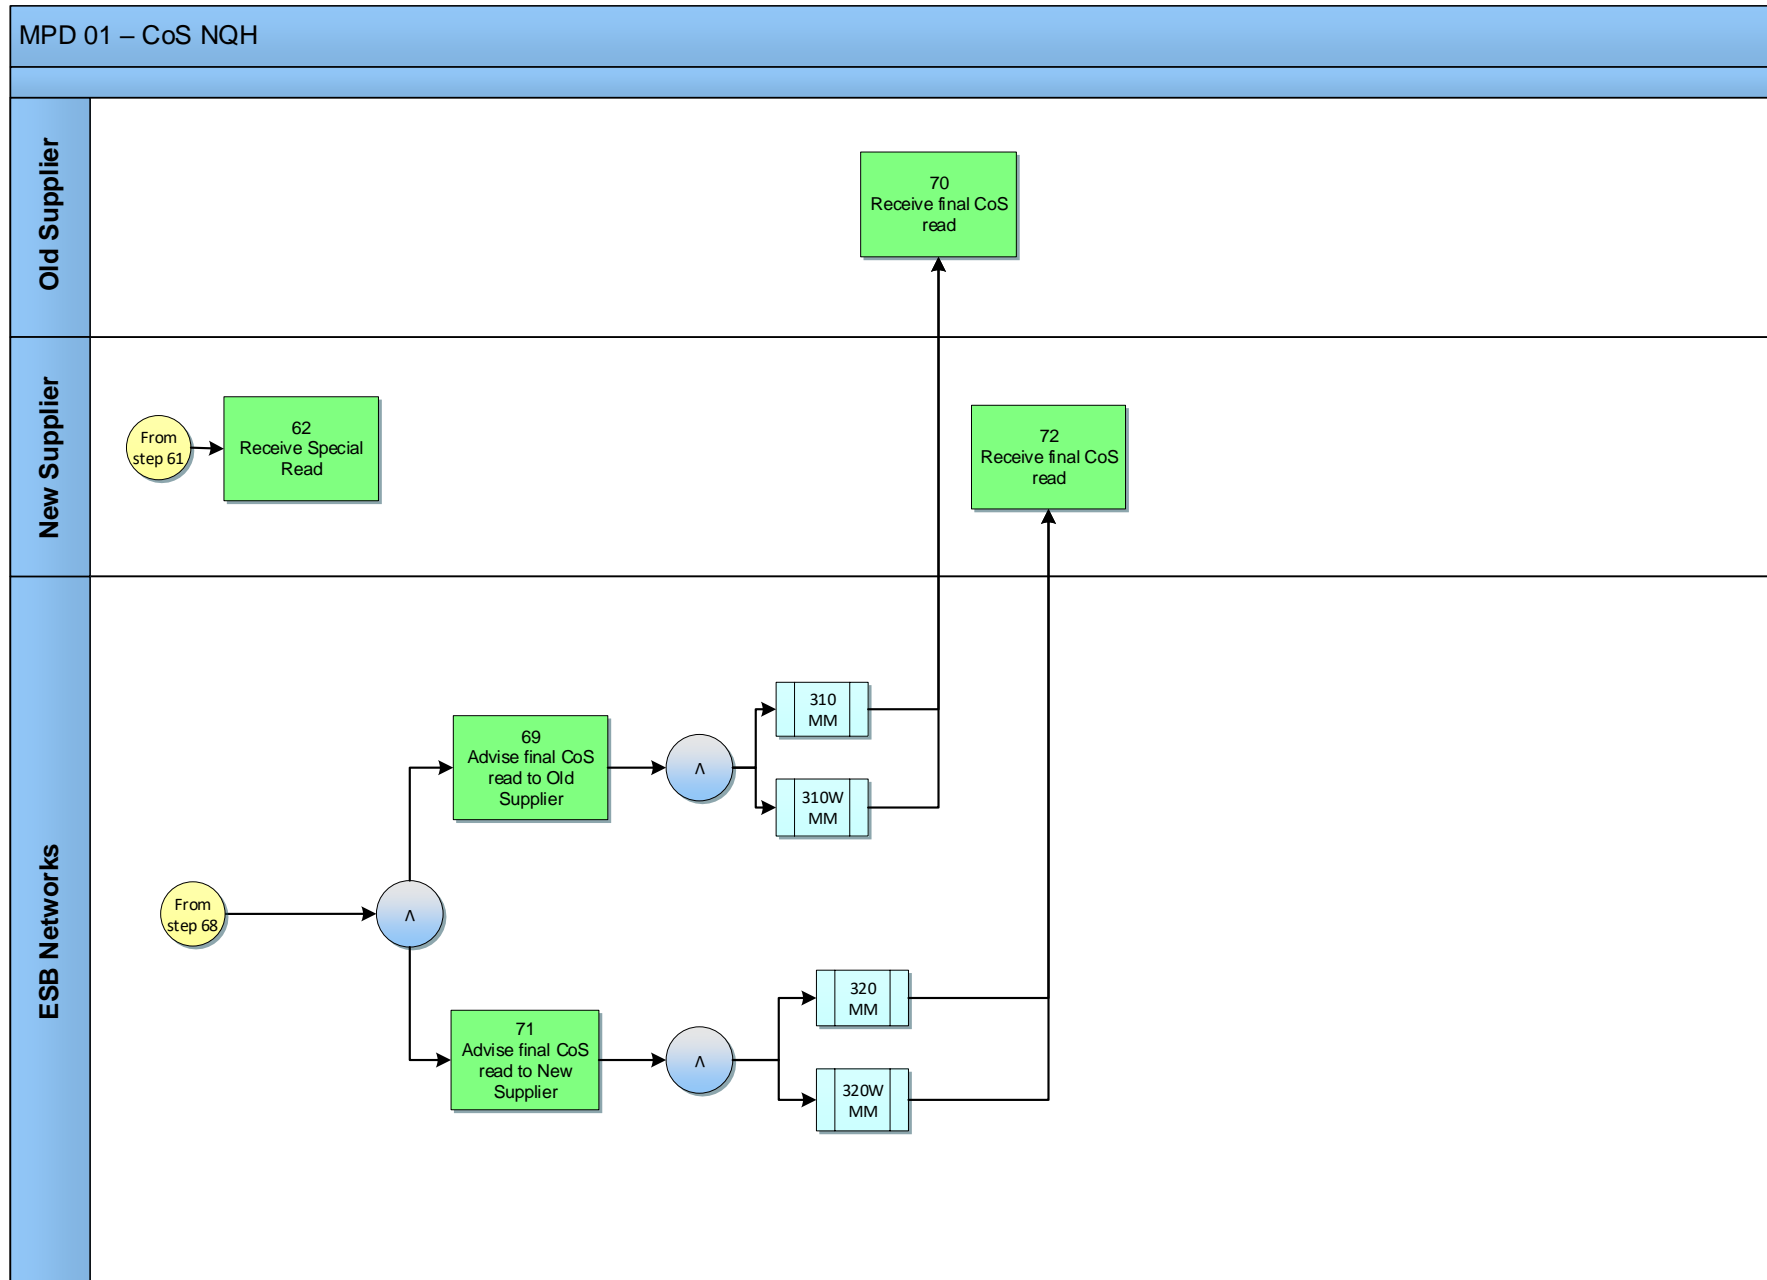 MPD 01 – CoS NQH
Old Supplier
70
Receive final CoS
read
New Supplier
From
step 61
62
Receive Special
Read
72
Receive final CoS
read
ESB Networks
310
MM
69
Advise final CoS
read to Old
Supplier
Λ
310W
MM
From
step 68
Λ
320
MM
71
Advise final CoS
read to New
Supplier
Λ
320W
MM